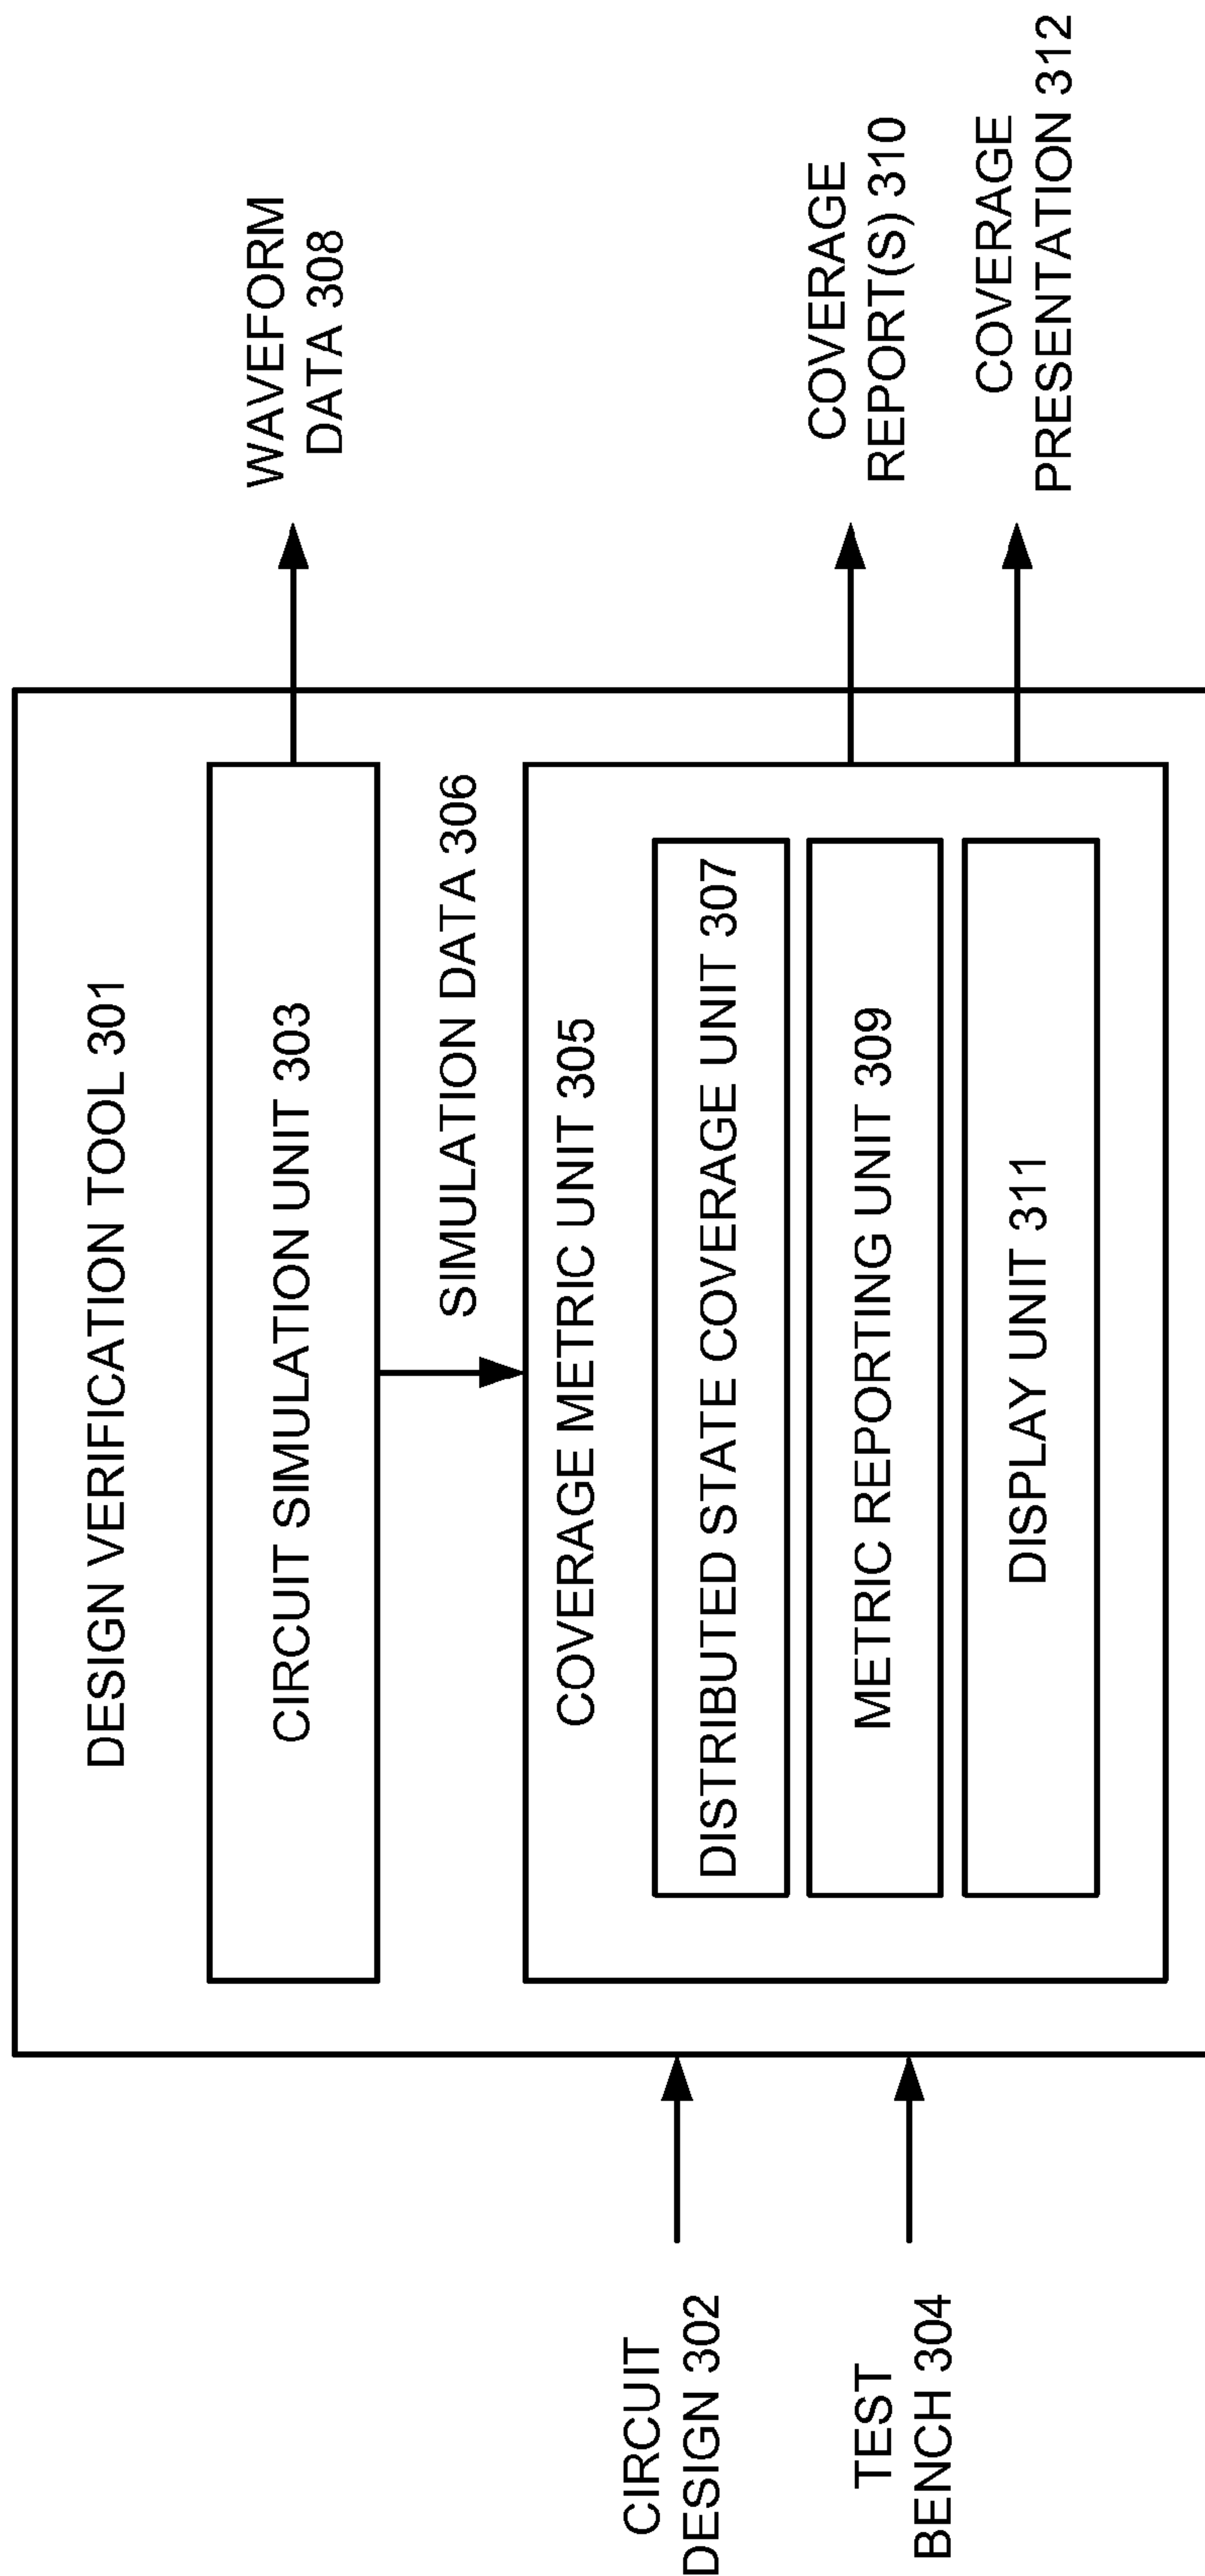 DESIGN VERIFICATION TOOL 301
CIRCUIT SIMULATION UNIT 303
WAVEFORM
DATA 308
SIMULATION DATA 306
CIRCUIT
DESIGN 302
TEST
BENCH 304
COVERAGE METRIC UNIT 305
DISTRIBUTED STATE COVERAGE UNIT 307
METRIC REPORTING UNIT 309
DISPLAY UNIT 311
COVERAGE
REPORT(S) 310
COVERAGE
PRESENTATION 312